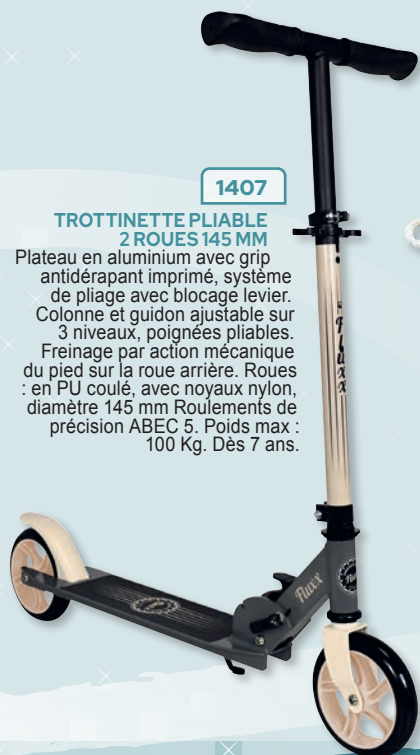 1407
TROTTINETTE PLIABLE
2 ROUES 145 MM
Plateau en aluminium avec grip
antidérapant imprimé, système
de pliage avec blocage levier.
Colonne et guidon ajustable sur
3 niveaux, poignées pliables.
Freinage par action mécanique
du pied sur la roue arrière. Roues
: en PU coulé, avec noyaux nylon,
diamètre 145 mm Roulements de
précision ABEC 5. Poids max :
100 Kg. Dès 7 ans.
Fluxx